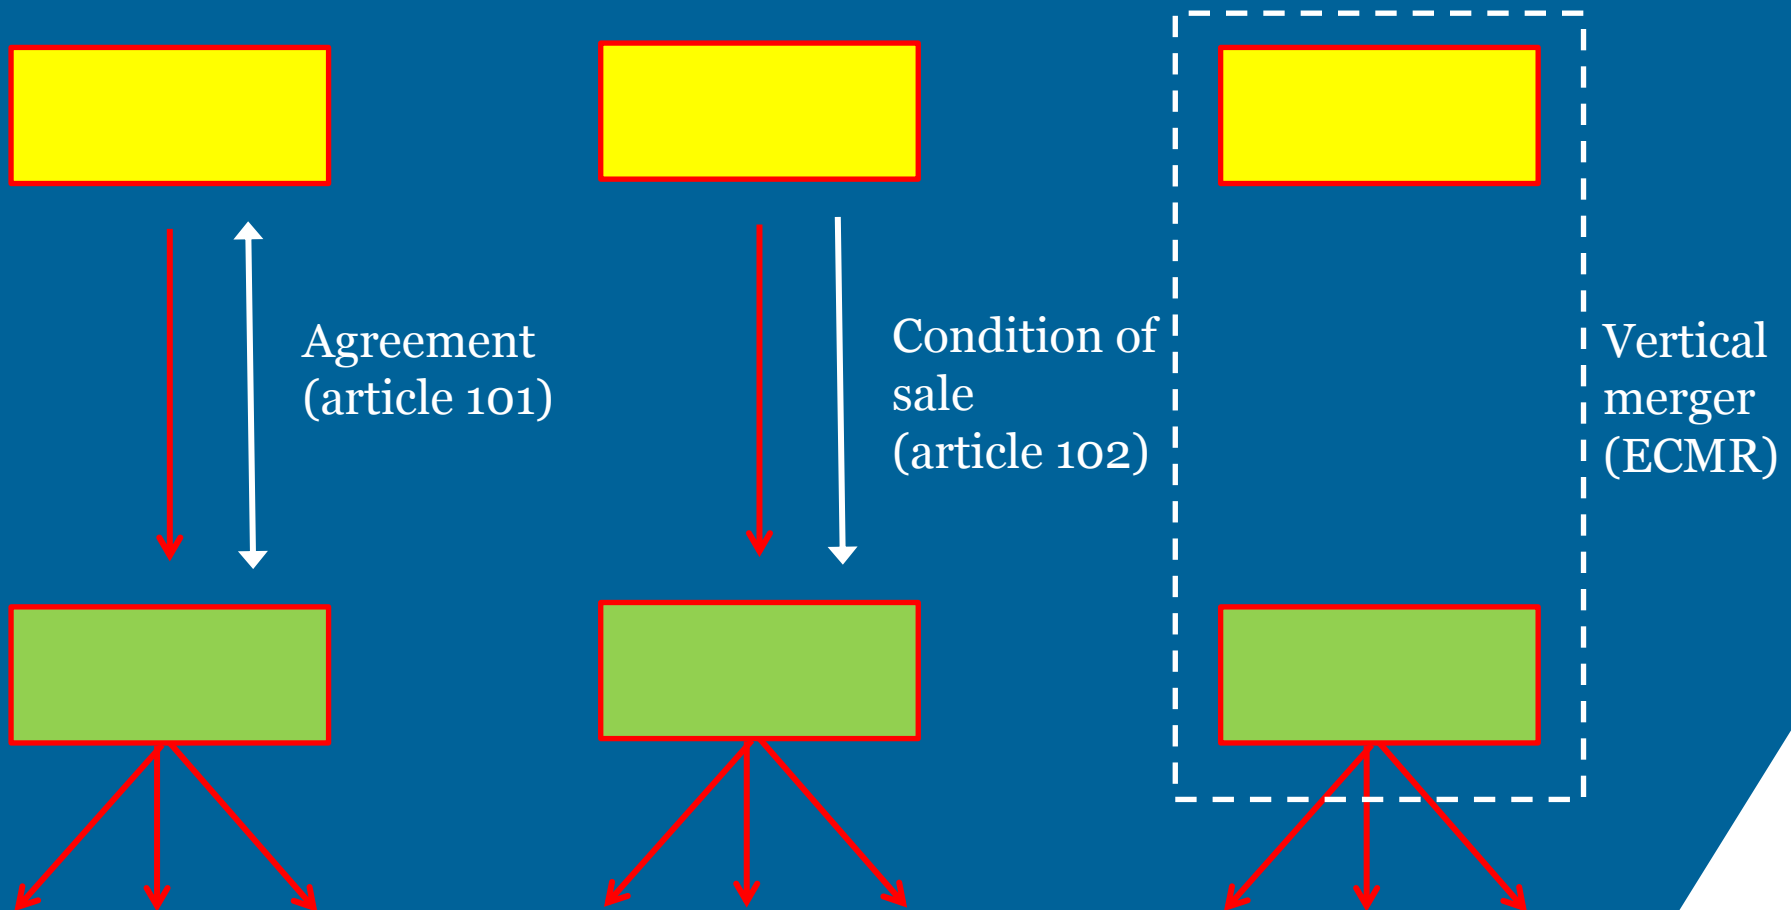 Agreement
(article 101)
Condition of
sale
(article 102)
Vertical
merger
(ECMR)